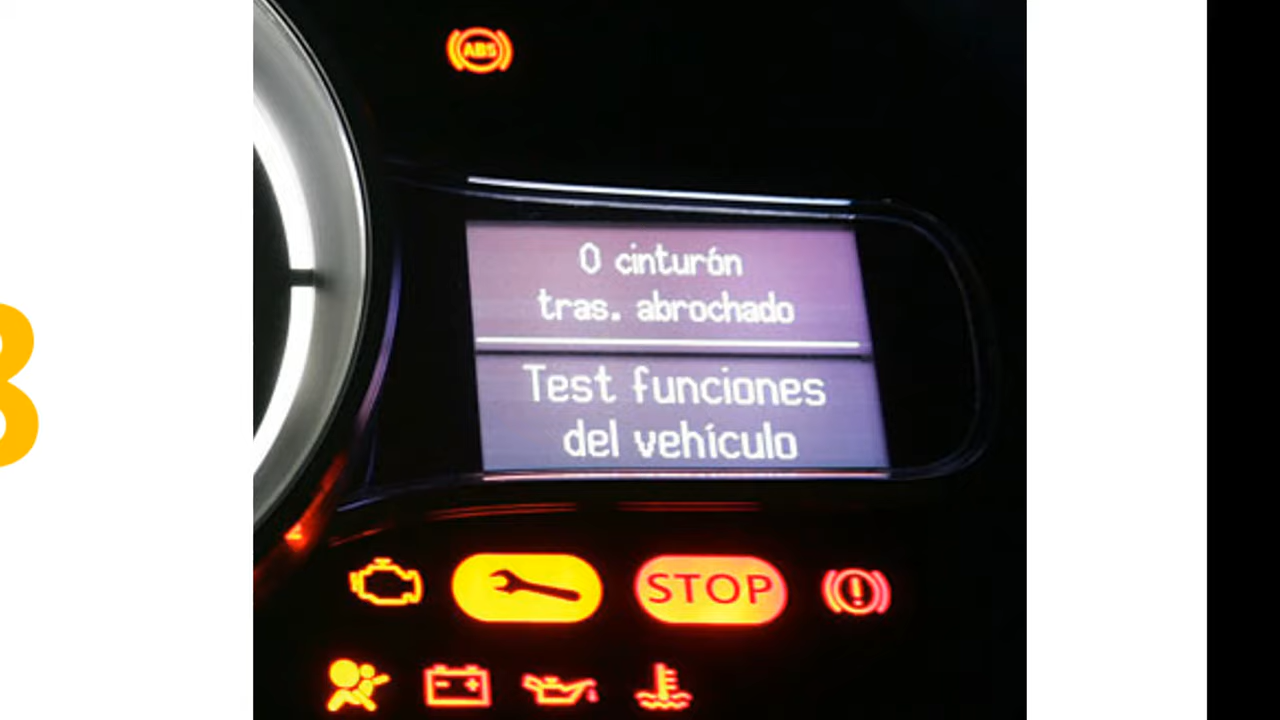 ABS
0 cinturón
tras. abrochado
Test funciones
del vehículo
STOP